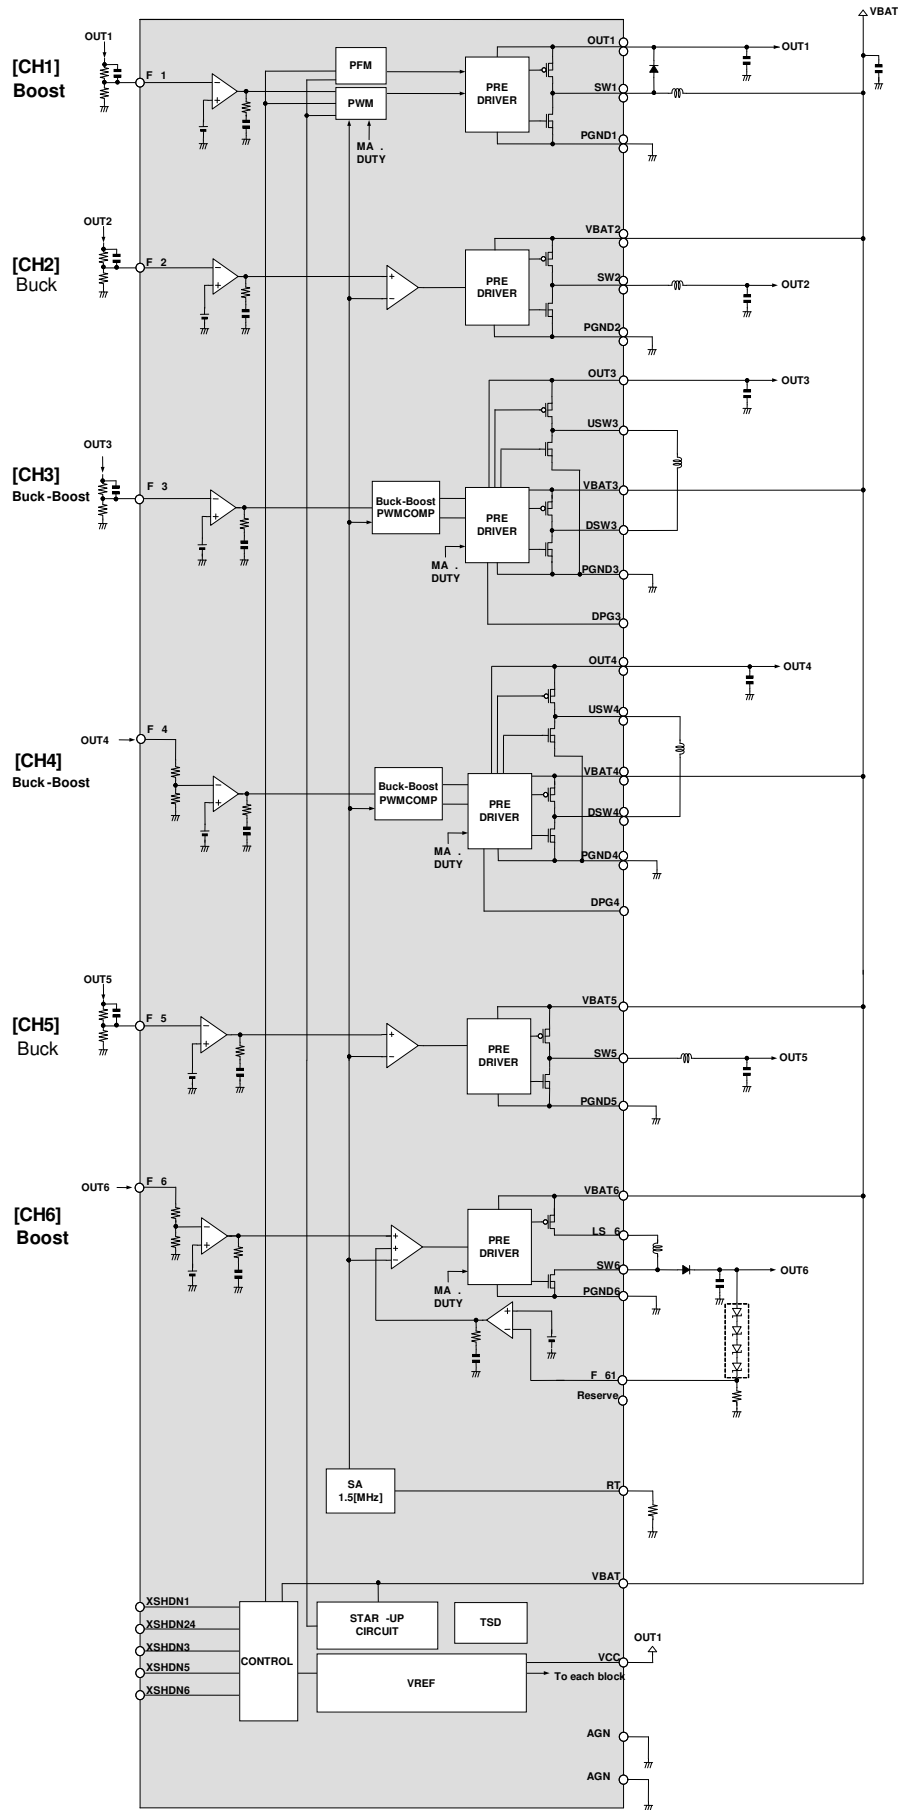 VBAT
[CH1]
Boost
OUT1
F 1
PFM
PWM
MA .
DUTY
PRE
DRIVER
OUT1
SW1
PGND1
OUT1
[CH2]
Buck
OUT2
F 2
PRE
DRIVER
VBAT2
SW2
PGND2
OUT2
[CH3]
Buck-Boost
OUT3
F 3
Buck-Boost
PWMCOMP
MA .
DUTY
PRE
DRIVER
OUT3
USW3
VBAT3
DSW3
PGND3
DPG3
OUT3
[CH4]
Buck-Boost
OUT4
F 4
Buck-Boost
PWMCOMP
MA .
DUTY
PRE
DRIVER
OUT4
USW4
VBAT4
DSW4
PGND4
DPG4
OUT4
[CH5]
Buck
OUT5
F 5
PRE
DRIVER
VBAT5
SW5
PGND5
OUT5
[CH6]
Boost
OUT6
F 6
MA .
DUTY
PRE
DRIVER
VBAT6
LS 6
SW6
PGND6
OUT6
F 61
Reserve
SA
1.5[MHz]
RT
VBAT
XSHDN1
XSHDN24
XSHDN3
XSHDN5
XSHDN6
CONTROL
STAR -UP
CIRCUIT
TSD
VREF
VCC
OUT1
To each block
AGN
AGN